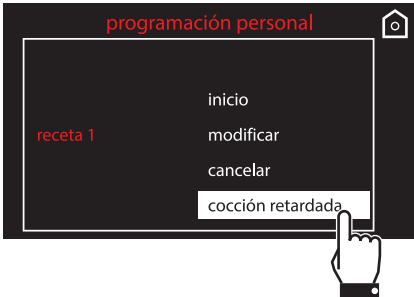 programación personal
inicio
receta 1
modificar
cancelar
cocción retardada